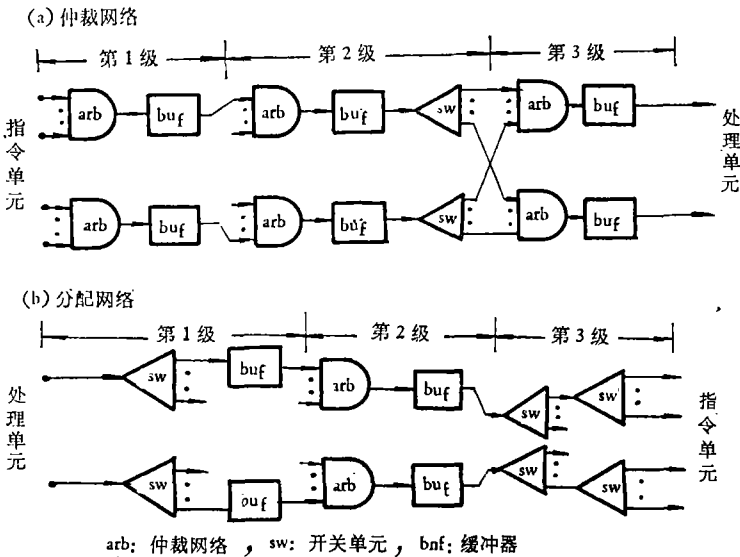 (a)仲裁网络
第1级 第2级 第3级
指令单元
arb buf arb buf sw arb buf
处理单元
arb buf arb buf sw arb buf
(b)分配网络
第1级 第2级 第3级
处理单元
sw buf arb buf sw sw
指令单元
sw buf arb buf sw sw
arb: 仲裁网络 , sw: 开关单元 , bnf: 缓冲器